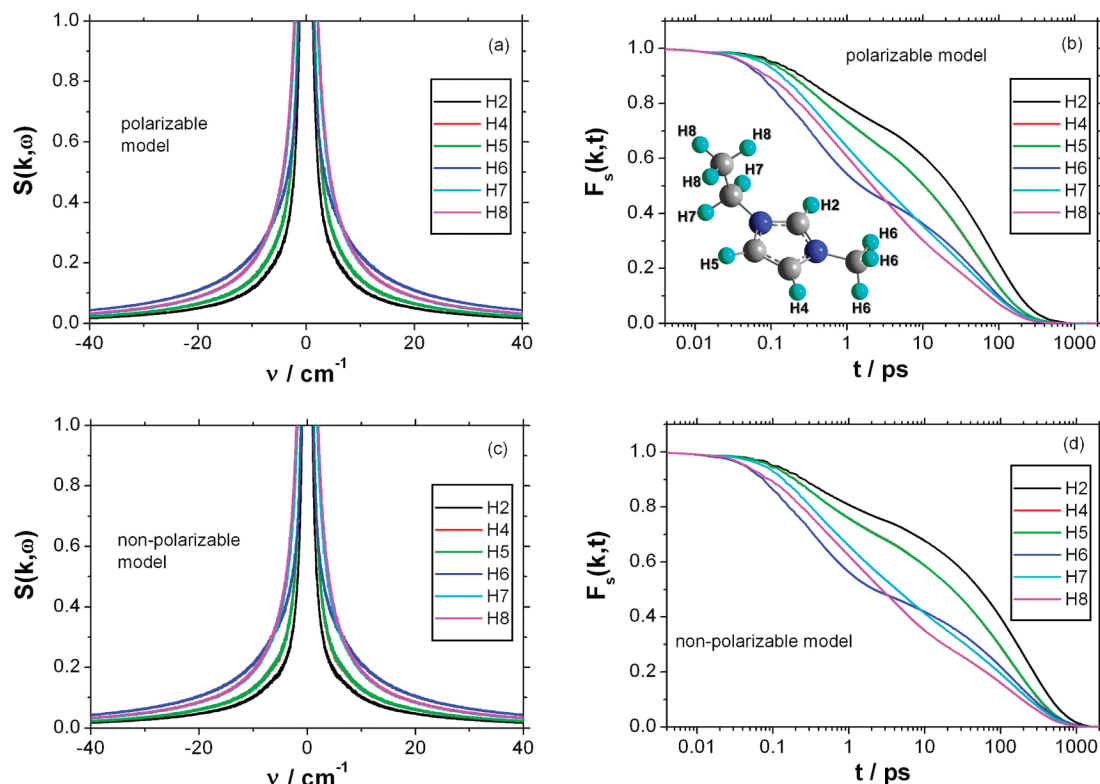 (a)
polarizable
model
H2
H4
H5
H6
H7
H8
S(k,ω)
1.0
0.8
0.6
0.4
0.2
0.0
-40 -20 0 20 40
ν / cm-1
(b)
polarizable model
H2
H4
H5
H6
H7
H8
Fs(k,t)
1.0
0.8
0.6
0.4
0.2
0.0
H8
H8
H8
H7
H7
H2
H6
H6
H5
H4
H6
0.01 0.1 1 10 100 1000
t / ps
(c)
non-polarizable
model
H2
H4
H5
H6
H7
H8
S(k,ω)
1.0
0.8
0.6
0.4
0.2
0.0
-40 -20 0 20 40
ν / cm-1
(d)
H2
H4
H5
H6
H7
H8
Fs(k,t)
1.0
0.8
0.6
0.4
0.2
0.0
non-polarizable model
0.01 0.1 1 10 100 1000
t / ps